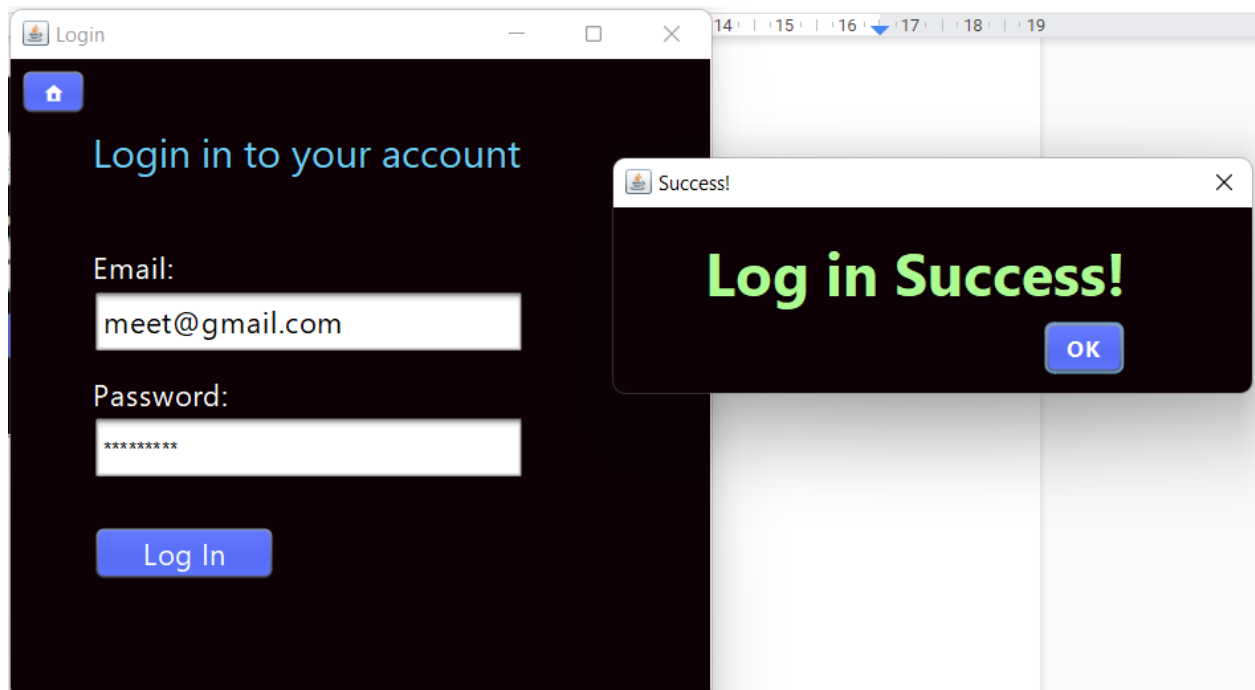 Login
14 15 16 17 18 19
Login in to your account
Success!
Log in Success!
Email:
meet@gmail.com
OK
Password:
*********
Log In